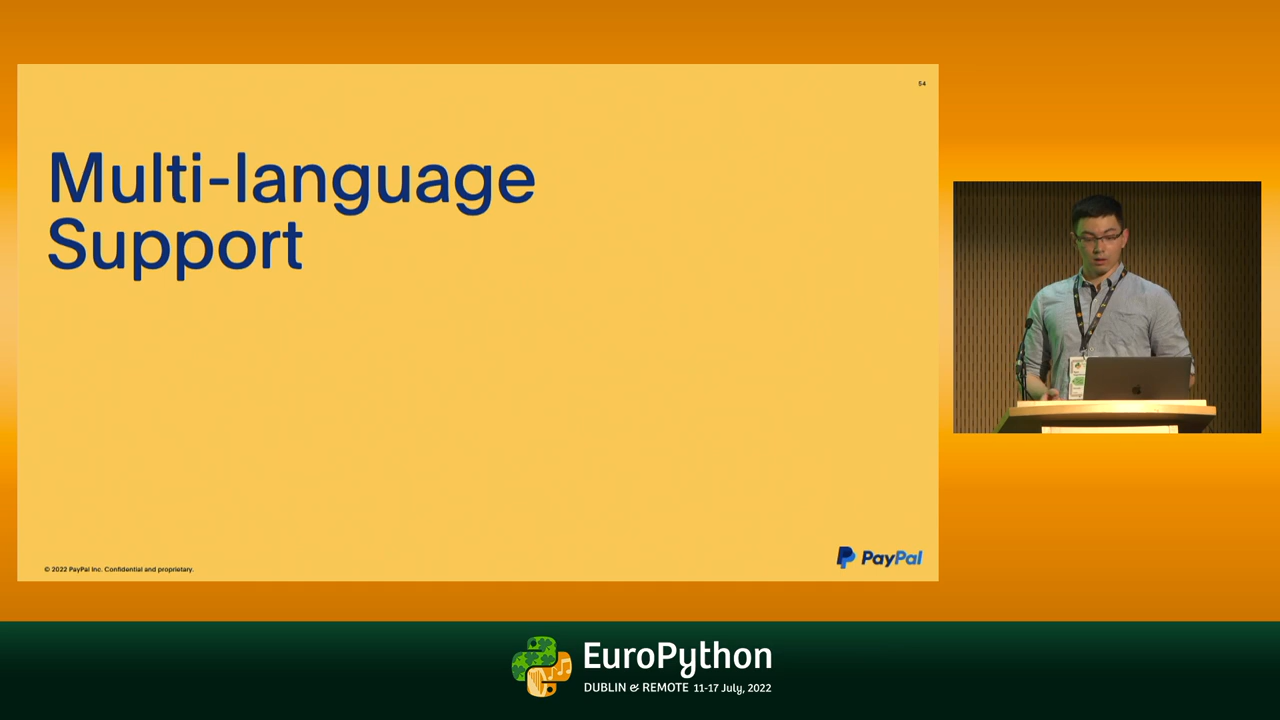 54
Multi-language
Support
© 2022 PayPal Inc. Confidential and proprietary.
PayPal
EuroPython
DUBLIN & REMOTE 11-17 July, 2022